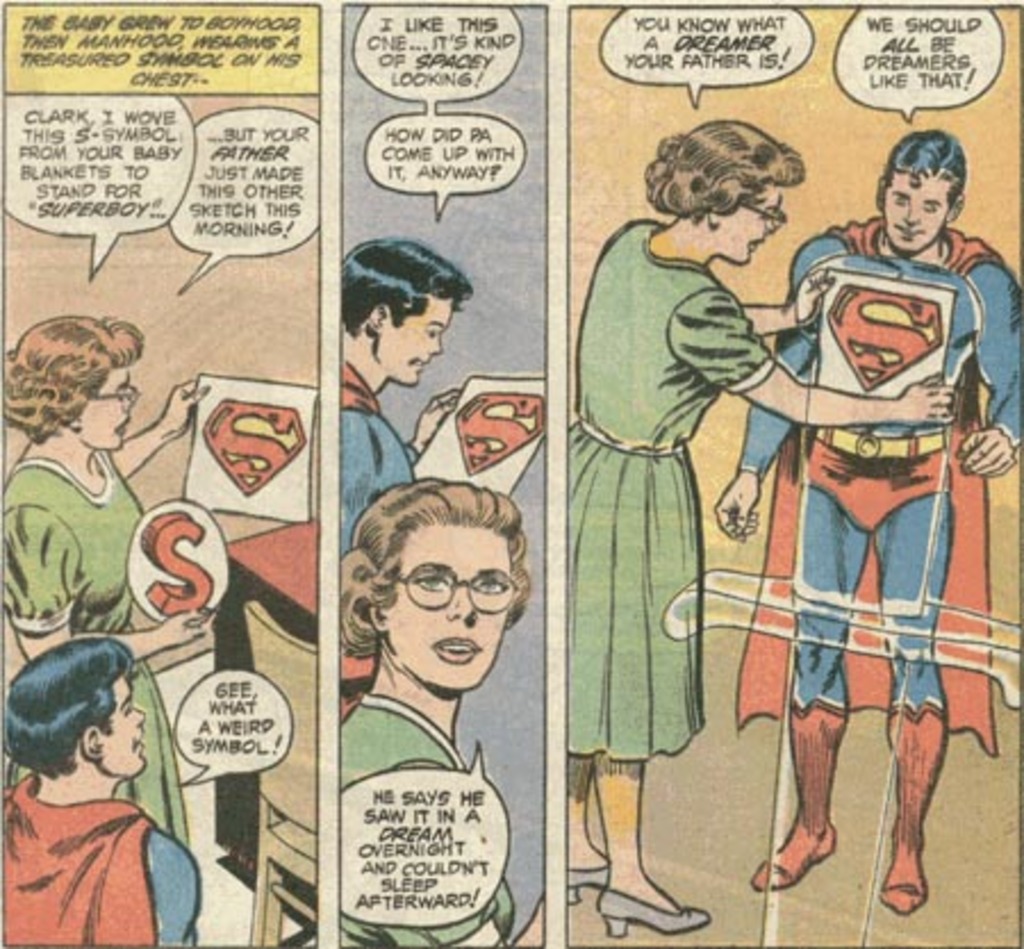 THE BABY GREW TO BOYHOOD,
THEN MANHOOD, WEARING A
TREASURED SYMBOL ON HIS
CHEST--
CLARK, I WOVE
THIS S-SYMBOL
FROM YOUR BABY
BLANKETS TO
STAND FOR
"SUPERBOY"...
...BUT YOUR
FATHER
JUST MADE
THIS OTHER
SKETCH THIS
MORNING!
S
S
GEE,
WHAT
A WEIRD
SYMBOL!
I LIKE THIS
ONE... IT'S KIND
OF SPACEY
LOOKING!
HOW DID PA
COME UP WITH
IT, ANYWAY?
S
HE SAYS HE
SAW IT IN A
DREAM
OVERNIGHT
AND COULDN'T
SLEEP
AFTERWARD!
YOU KNOW WHAT
A DREAMER
YOUR FATHER IS!
WE SHOULD
ALL BE
DREAMERS
LIKE THAT!
S